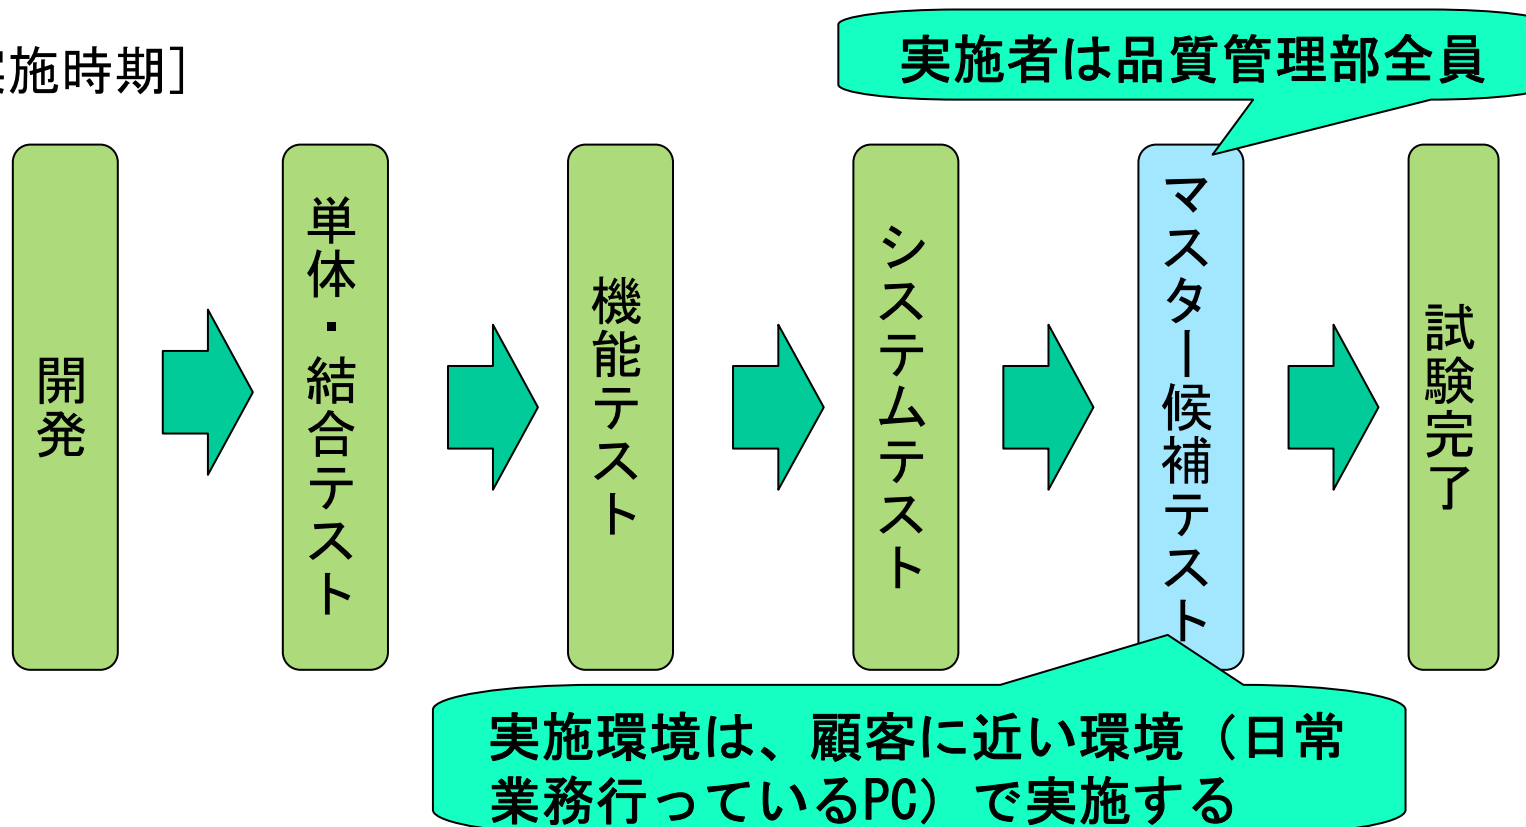 施時期]
実施者は品質管理部全員
開発
単体・結合テスト
機能テスト
システムテスト
マスター候補テスト
試験完了
実施環境は、顧客に近い環境（日常
業務行っているPC）で実施する